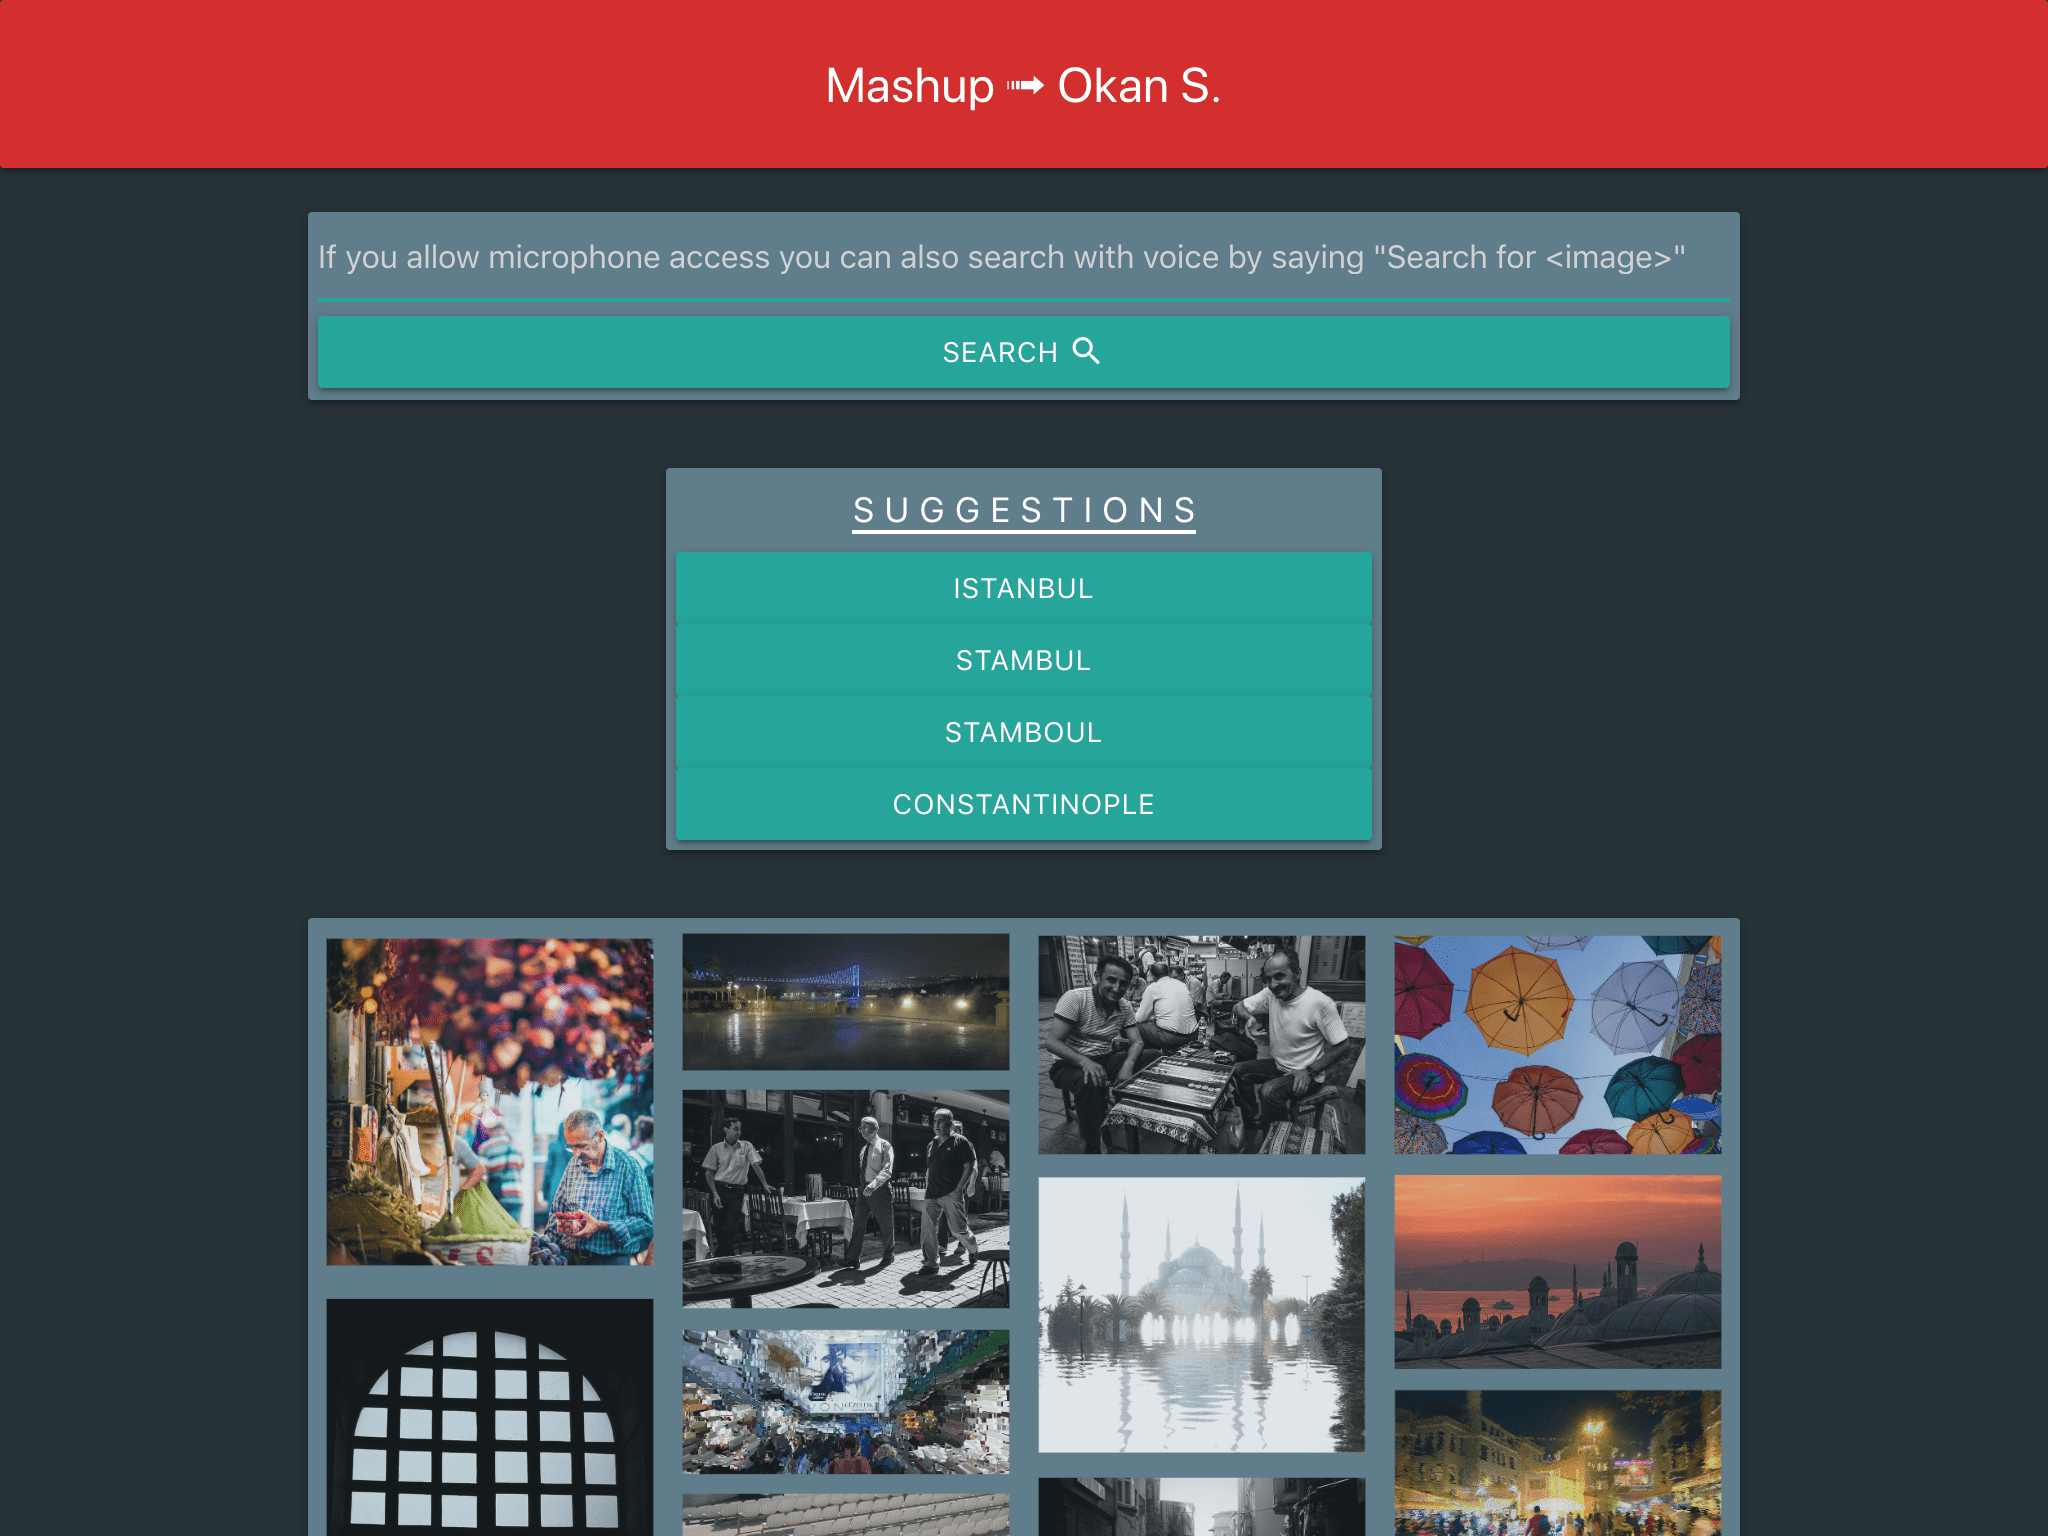 Mashup ➟ Okan S.
If you allow microphone access you can also search with voice by saying "Search for <image>"
SEARCH
SUGGESTIONS
ISTANBUL
STAMBUL
STAMBOUL
CONSTANTINOPLE